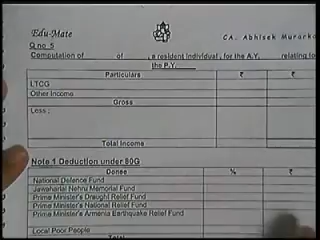 Edu-Mate
CA. Abhisek Murarka
Q no 5
Computation of of , a resident individual, for the A.Y. relating to
the P.Y.
Particulars ₹ ₹
LTCG
Other Income
Gross
Less :
Total Income
Note 1 Deduction under 80G
Donee % ₹
National Defence Fund
Jawaharlal Nehru Memorial Fund
Prime Minister's Draught Relief Fund
Prime Minister's National Relief Fund
Prime Minister's Armenia Earthquake Relief Fund
Local Poor People
Total